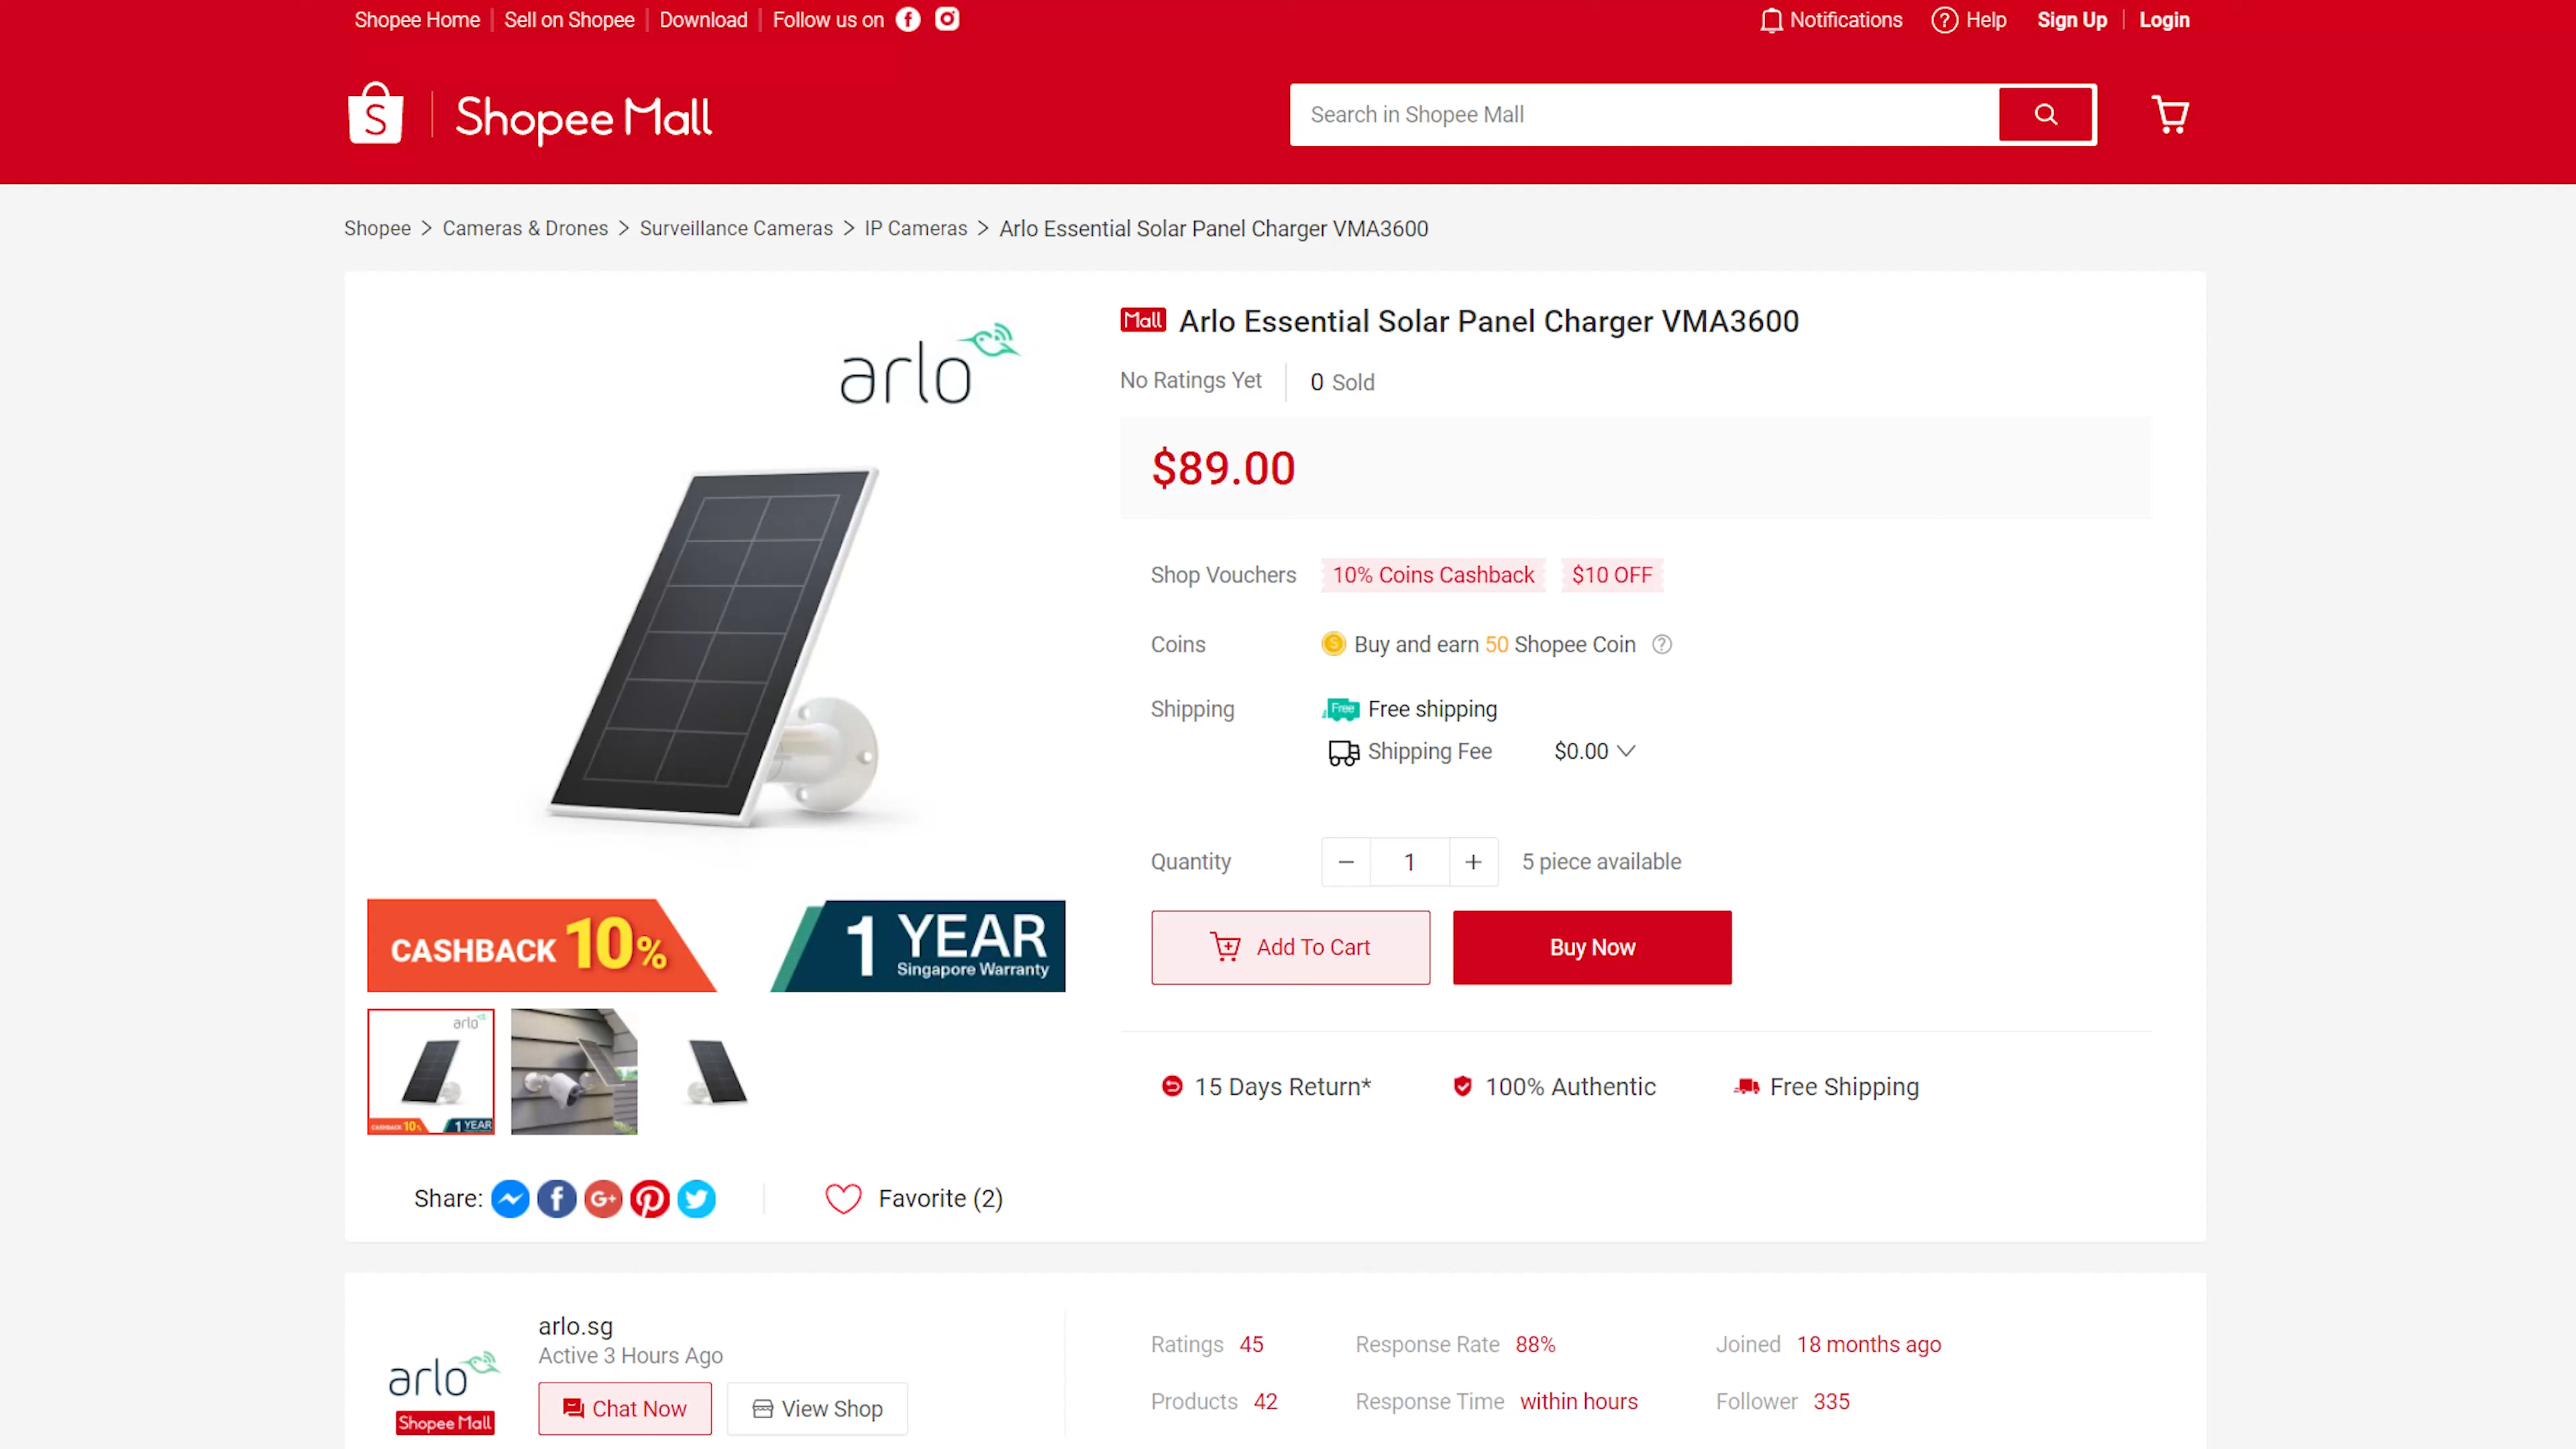 Shopee Home
Sell on Shopee
Download
Follow us on
Notifications
Help
Sign Up
Login
Shopee Mall
Search in Shopee Mall
Shopee > Cameras & Drones > Surveillance Cameras > IP Cameras > Arlo Essential Solar Panel Charger VMA3600
arlo
CASHBACK 10%
1 YEAR
Singapore Warranty
arlo
CASHBACK 10%
1 YEAR
Share:
Favorite (2)
Mall Arlo Essential Solar Panel Charger VMA3600
No Ratings Yet
0 Sold
$89.00
Shop Vouchers
10% Coins Cashback
$10 OFF
Coins
Buy and earn 50 Shopee Coin
Shipping
Free
Free shipping
Shipping Fee
$0.00
Quantity
1
5 piece available
Add To Cart
Buy Now
15 Days Return*
100% Authentic
Free Shipping
arlo
Shopee Mall
arlo.sg
Active 3 Hours Ago
Chat Now
View Shop
Ratings 45
Response Rate 88%
Joined 18 months ago
Products 42
Response Time within hours
Follower 335